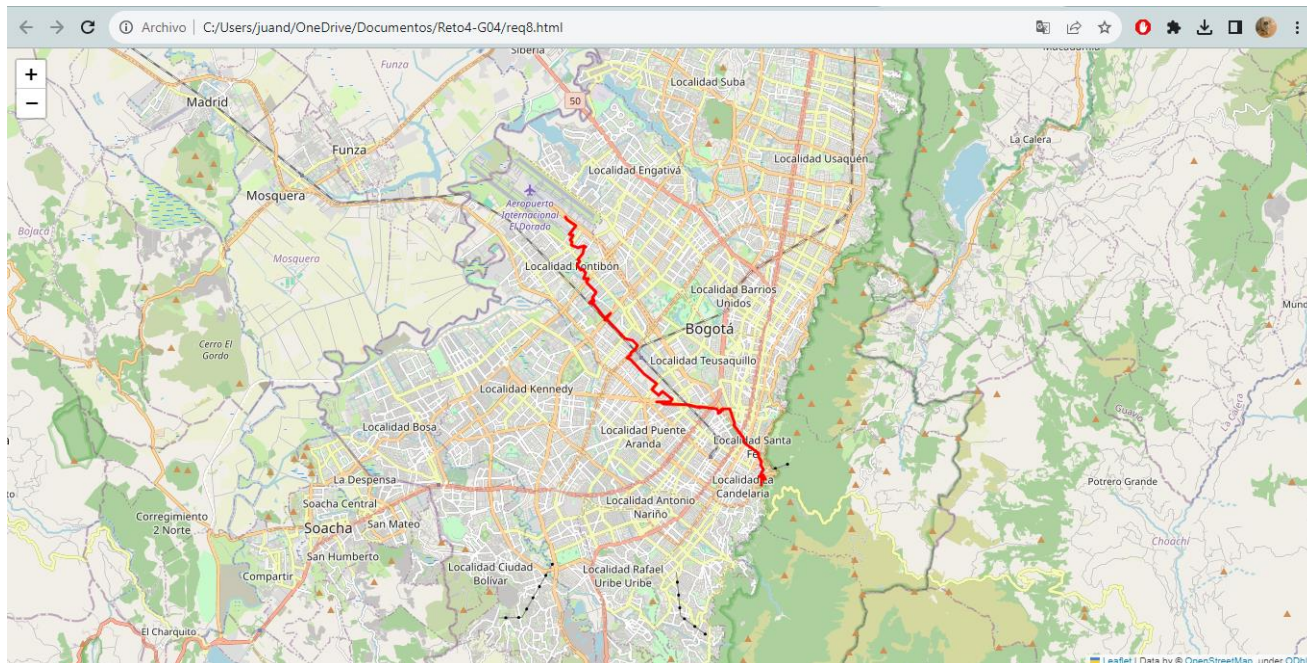 Archivo
C:/Users/juand/OneDrive/Documentos/Reto4-G04/req8.html
+
−
Siberia
Funza
Madrid
50
Localidad Suba
La Calera
Funza
Localidad Usaquén
Localidad Engativá
Mosquera
Aeropuerto
Internacional
El Dorado
Bojacá
Mosquera
Localidad Fontibón
Localidad Barrios
Unidos
Bogotá
Cerro El
Gordo
Localidad Teusaquillo
Localidad Kennedy
Guasca
La Calera
Localidad Bosa
Localidad Puente
Aranda
Localidad Santa
Fe
La Despensa
Localidad La
Candelaria
Potrero Grande
Soacha Central
Localidad Antonio
Nariño
Corregimiento
2 Norte
Soacha
San Mateo
Choachí
San Humberto
Localidad Ciudad
Bolívar
Localidad Rafael
Uribe Uribe
Compartir
El Charquito
Leaflet | Data by © OpenStreetMap, under